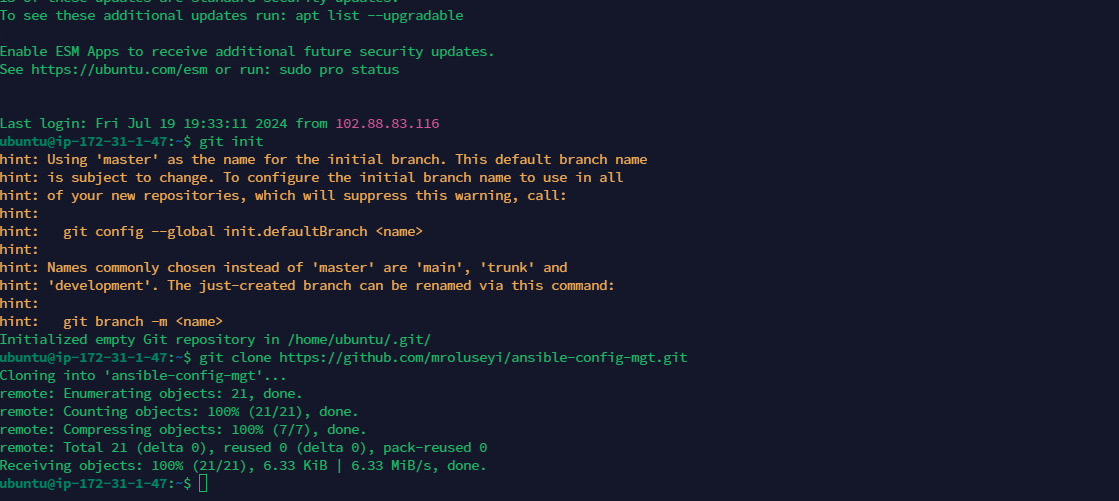 is of these updates are standard security updates.
To see these additional updates run: apt list --upgradable
Enable ESM Apps to receive additional future security updates.
See https://ubuntu.com/esm or run: sudo pro status
Last login: Fri Jul 19 19:33:11 2024 from 102.88.83.116
ubuntu@ip-172-31-1-47:~$ git init
hint: Using 'master' as the name for the initial branch. This default branch name
hint: is subject to change. To configure the initial branch name to use in all
hint: of your new repositories, which will suppress this warning, call:
hint:
hint:   git config --global init.defaultBranch <name>
hint:
hint: Names commonly chosen instead of 'master' are 'main', 'trunk' and
hint: 'development'. The just-created branch can be renamed via this command:
hint:
hint:   git branch -m <name>
Initialized empty Git repository in /home/ubuntu/.git/
ubuntu@ip-172-31-1-47:~$ git clone https://github.com/mroluseyi/ansible-config-mgt.git
Cloning into 'ansible-config-mgt'...
remote: Enumerating objects: 21, done.
remote: Counting objects: 100% (21/21), done.
remote: Compressing objects: 100% (7/7), done.
remote: Total 21 (delta 0), reused 0 (delta 0), pack-reused 0
Receiving objects: 100% (21/21), 6.33 KiB | 6.33 MiB/s, done.
ubuntu@ip-172-31-1-47:~$